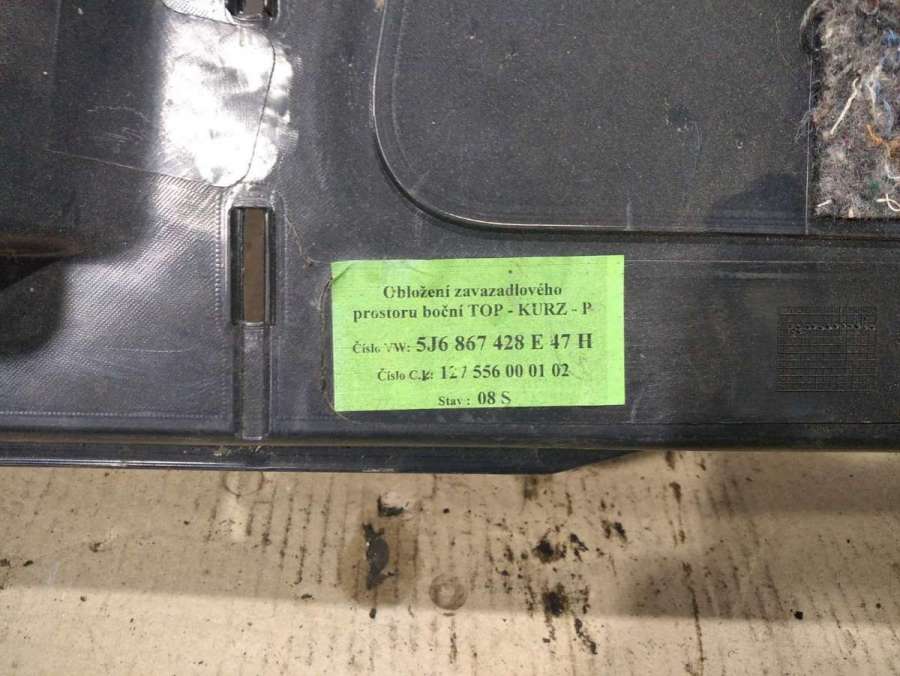 Obložení zavazadlového
prostoru boční TOP - KURZ - P
Číslo VW: 5J6 867 428 E 47 H
Číslo C.k: 127 556 00 01 02
Stav : 08 S